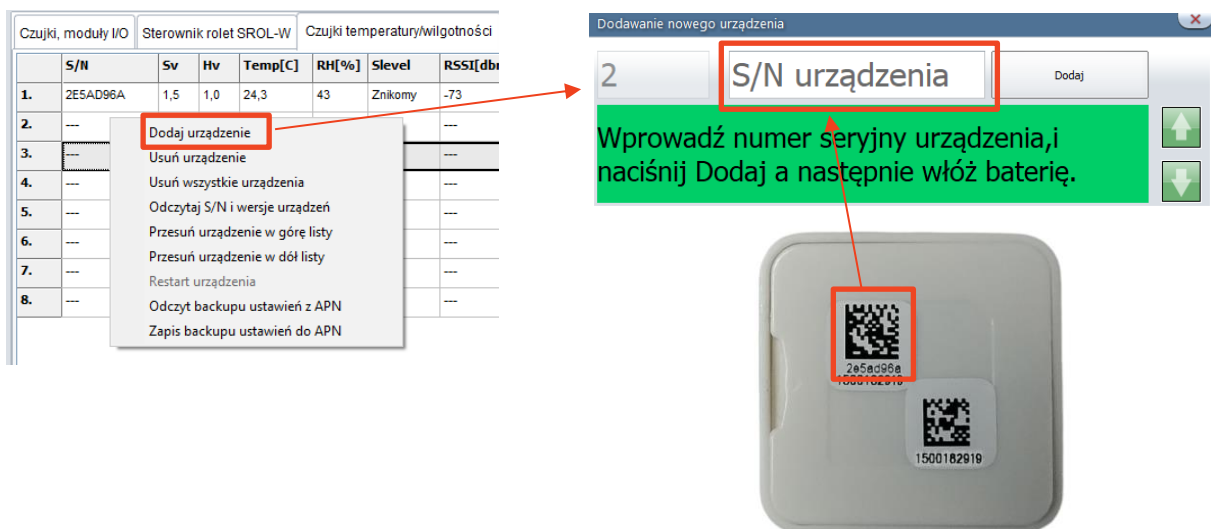 Czujki, moduły I/O Sterownik rolet SROL-W Czujki temperatury/wilgotności
S/N Sv Hv Temp[C] RH[%] Slevel RSSI[dbm
1. 2E5AD96A 1,5 1,0 24,3 43 Znikomy -73
2. --- ---
3. --- ---
4. --- ---
5. --- ---
6. --- ---
7. --- ---
8. --- ---
Dodaj urządzenie
Usuń urządzenie
Usuń wszystkie urządzenia
Odczytaj S/N i wersje urządzeń
Przesuń urządzenie w górę listy
Przesuń urządzenie w dół listy
Restart urządzenia
Odczyt backupu ustawień z APN
Zapis backupu ustawień do APN
Dodawanie nowego urządzenia
2 S/N urządzenia Dodaj
Wprowadź numer seryjny urządzenia,i
naciśnij Dodaj a następnie włóż baterię.
2e5ad96a
1500182919
1500182919